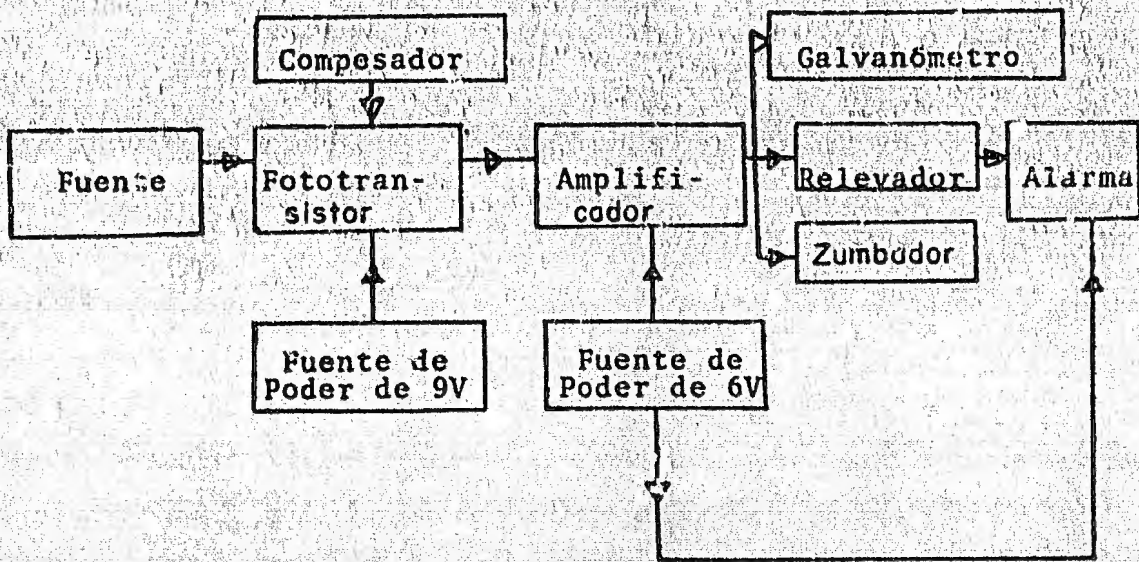 Composador
Galvanómetro
Fuente
Fototran-
sistor
Amplifi-
cador
Relevador
Alarma
Zumbador
Fuente de
Poder de 9V
Fuente de
Poder de 6V